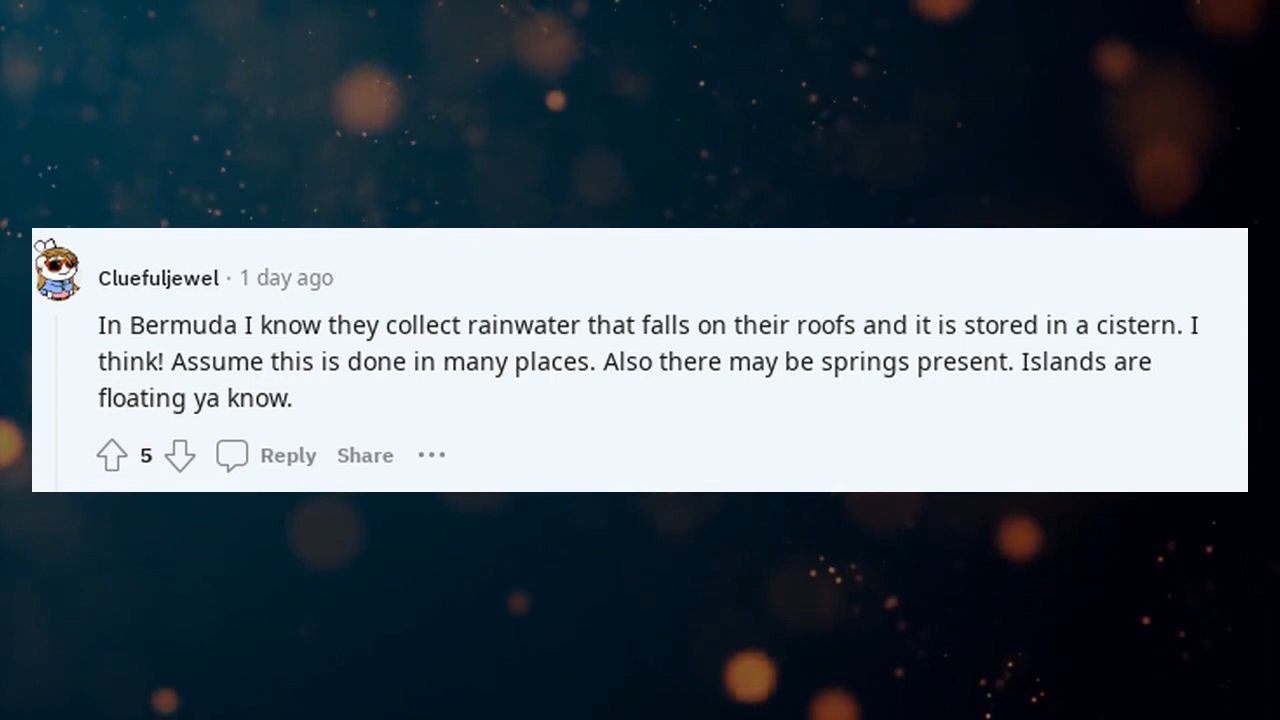 Cluefuljewel · 1 day ago
In Bermuda I know they collect rainwater that falls on their roofs and it is stored in a cistern. I
think! Assume this is done in many places. Also there may be springs present. Islands are
floating ya know.
5 Reply Share ···